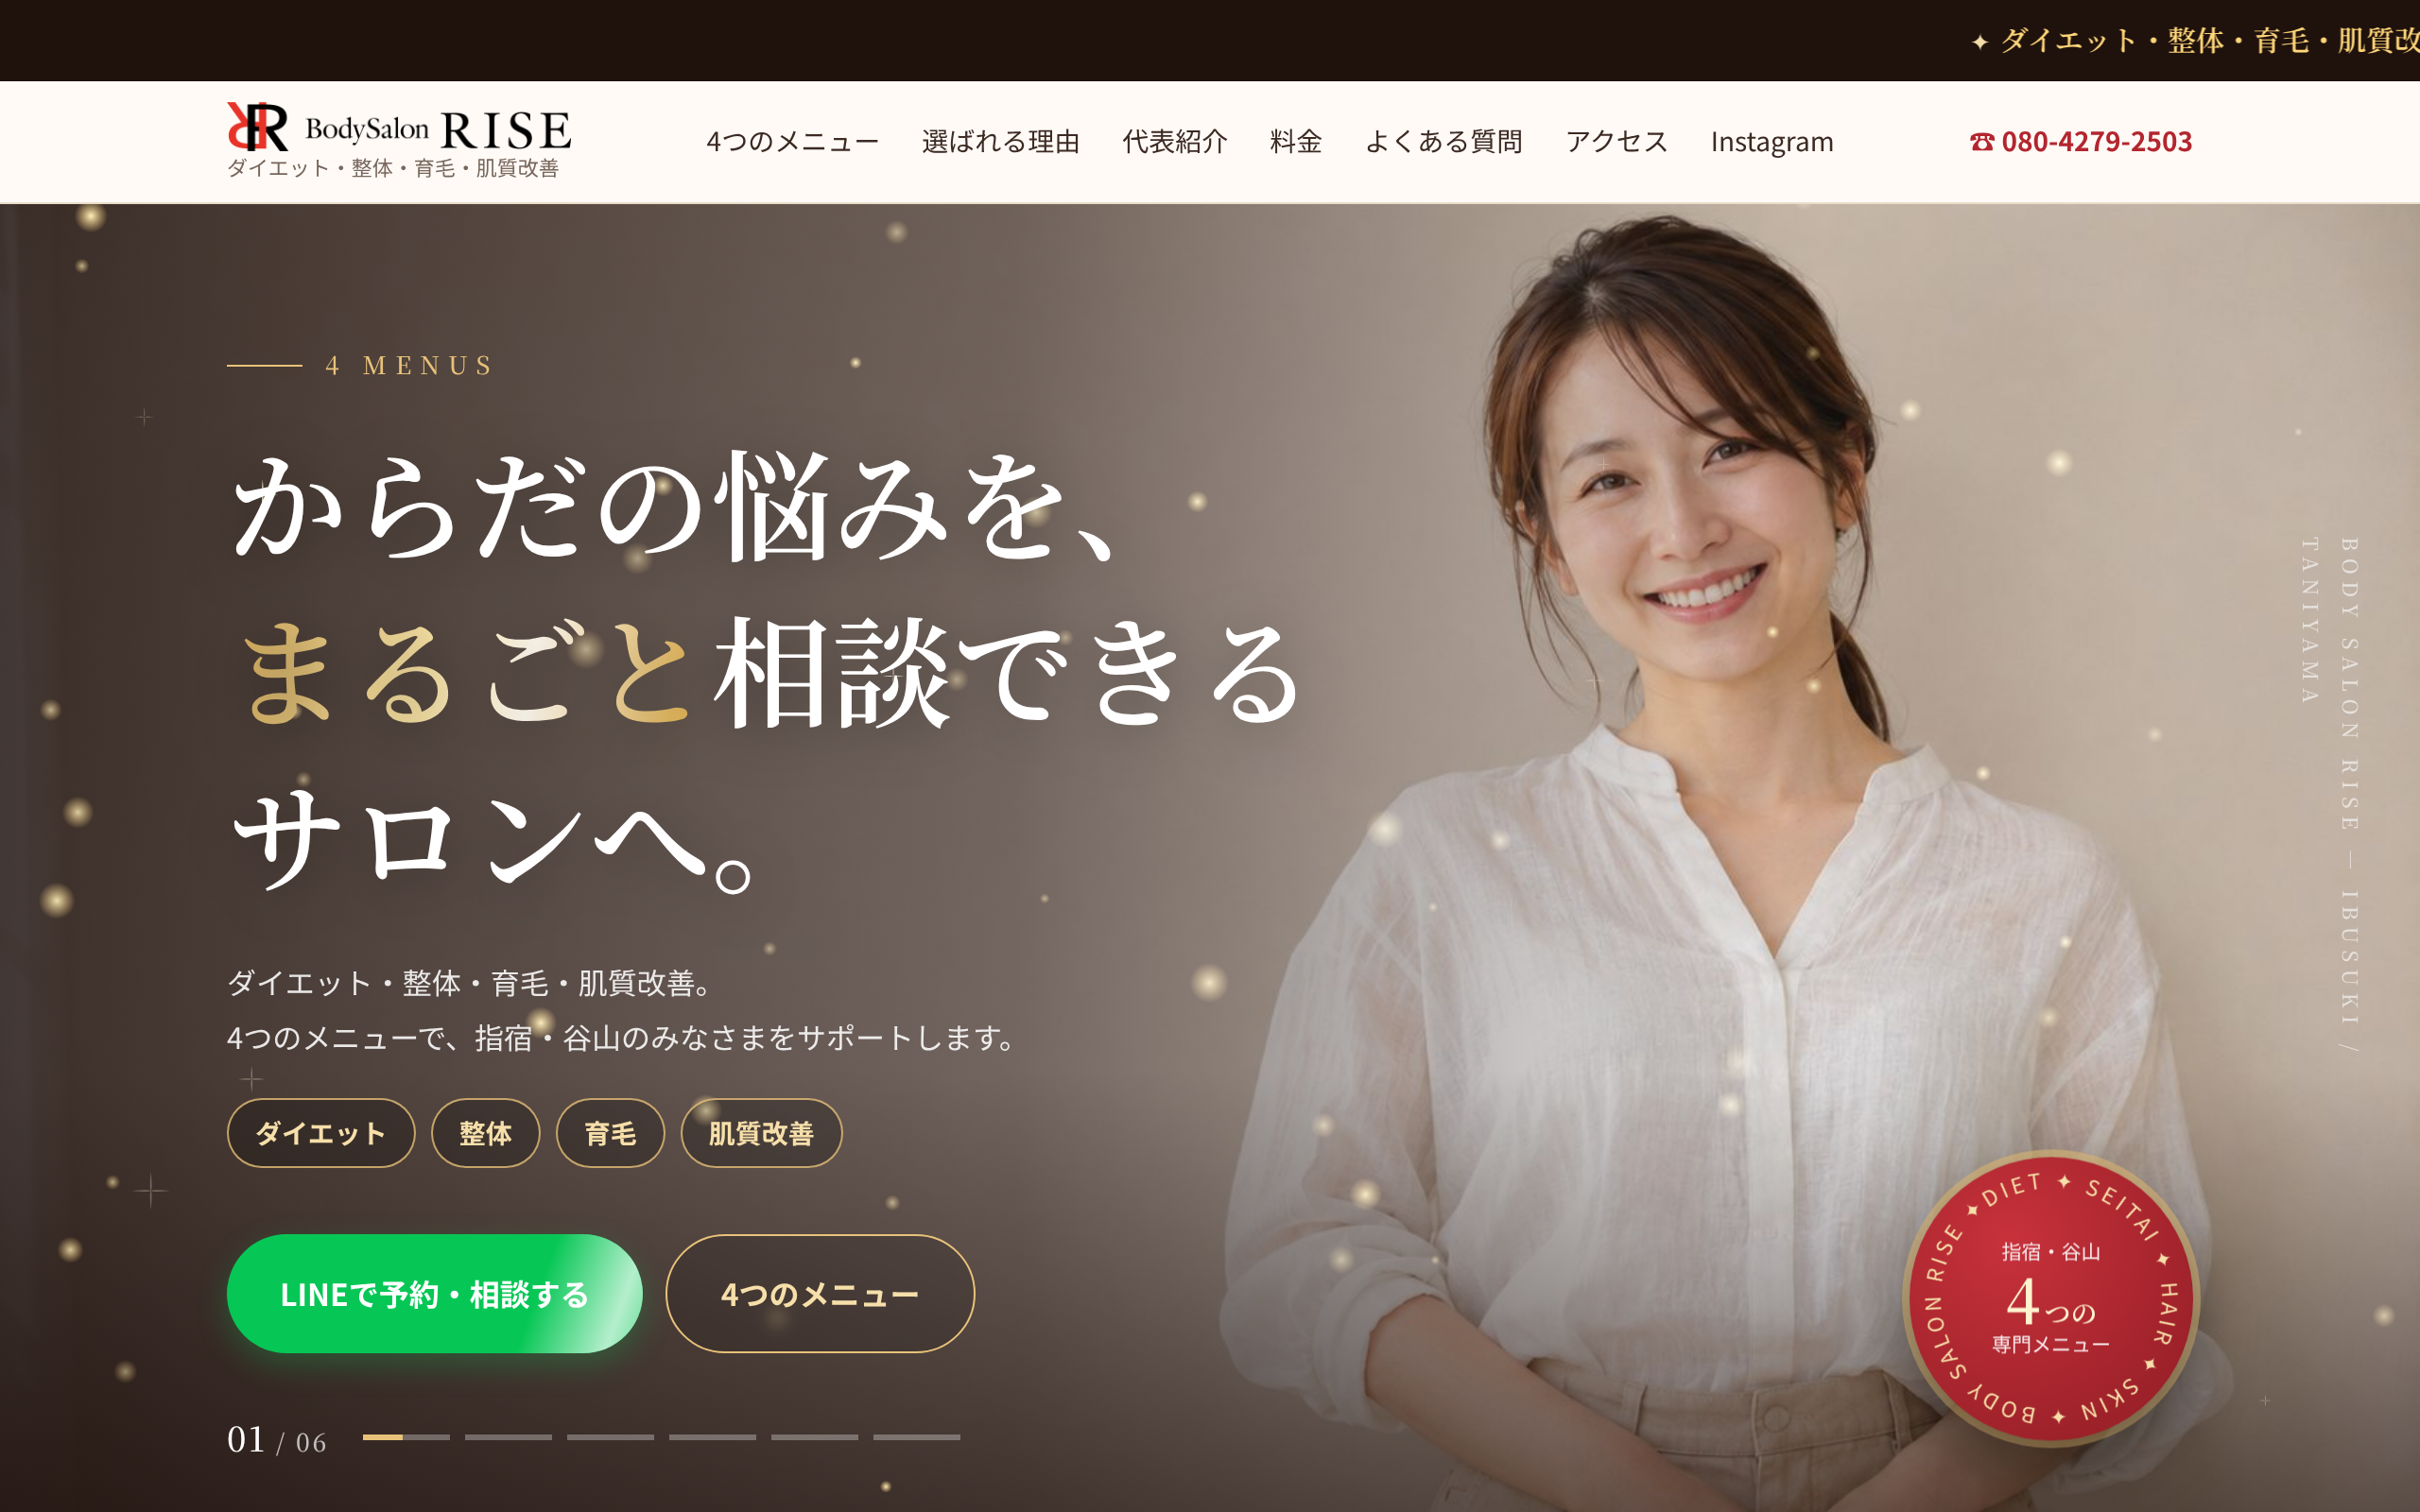 ✦ ダイエット・整体・育毛・肌質改
RR BodySalon RISE
ダイエット・整体・育毛・肌質改善
4つのメニュー 選ばれる理由 代表紹介 料金 よくある質問 アクセス Instagram ☎ 080-4279-2503
4 MENUS
からだの悩みを、
まるごと相談できる
サロンへ。
ダイエット・整体・育毛・肌質改善。
4つのメニューで、指宿・谷山のみなさまをサポートします。
ダイエット 整体 育毛 肌質改善
LINEで予約・相談する 4つのメニュー
01 / 06
BODY SALON RISE — IBUSUKI /
TANIYAMA
DIET ✦ SEITAI ✦ HAIR ✦ SKIN ✦ BODY SALON RISE ✦
指宿・谷山
4つの
専門メニュー